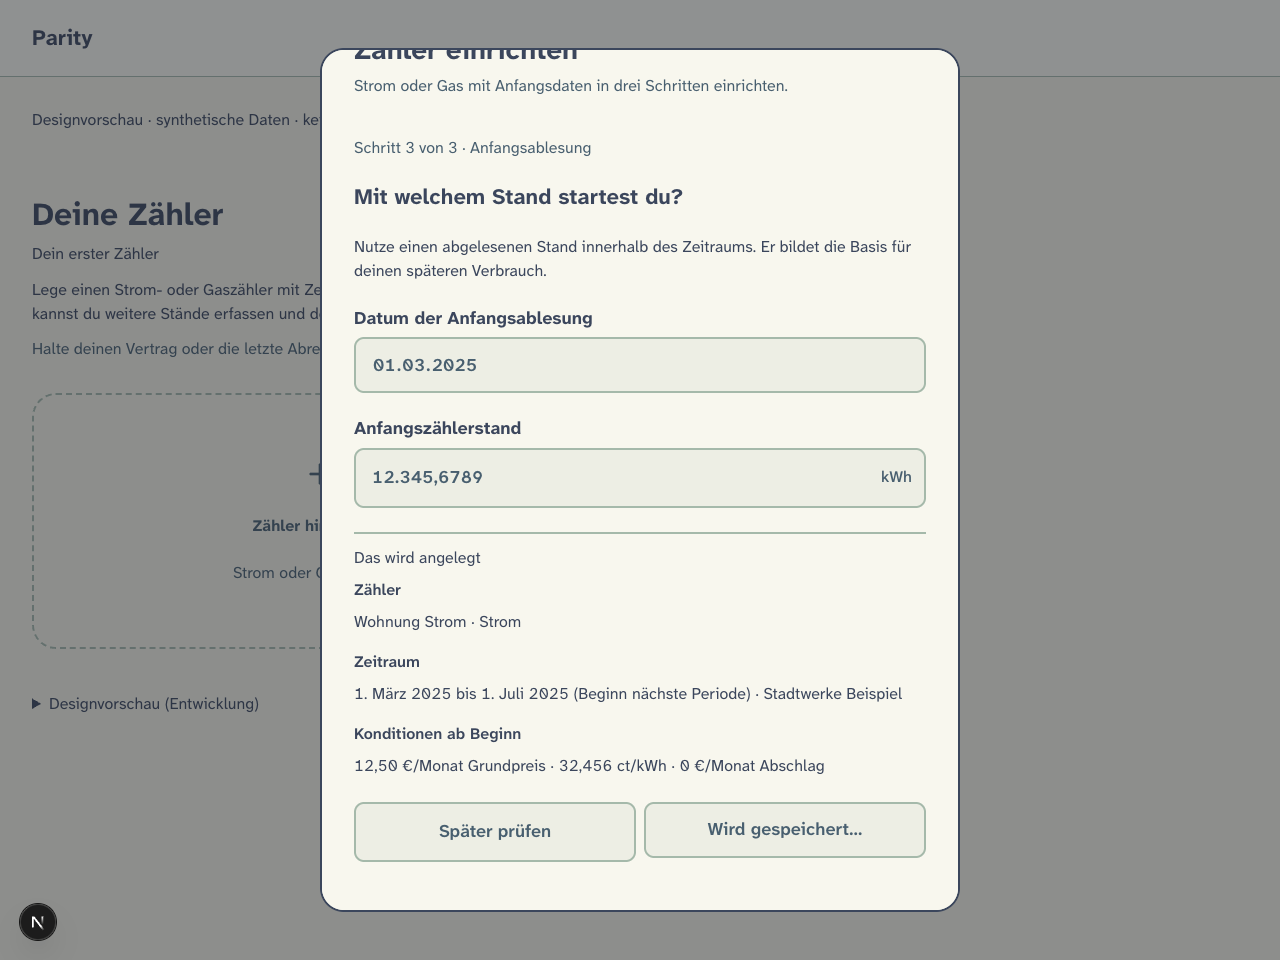 Parity
Designvorschau · synthetische Daten ·
Deine Zähler
Dein erster Zähler
Lege einen Strom- oder Gaszähler mit
kannst du weitere Stände erfassen und
Halte deinen Vertrag oder die letzte
Zähler
Strom oder
Designvorschau (Entwicklung)
Zähler einrichten
Strom oder Gas mit Anfangsdaten in drei Schritten einrichten.
Schritt 3 von 3 · Anfangsablesung
Mit welchem Stand startest du?
Nutze einen abgelesenen Stand innerhalb des Zeitraums. Er bildet die Basis für
deinen späteren Verbrauch.
Datum der Anfangsablesung
01.03.2025
Anfangszählerstand
12.345,6789 kWh
Das wird angelegt
Zähler
Wohnung Strom · Strom
Zeitraum
1. März 2025 bis 1. Juli 2025 (Beginn nächste Periode) · Stadtwerke Beispiel
Konditionen ab Beginn
12,50 €/Monat Grundpreis · 32,456 ct/kWh · 0 €/Monat Abschlag
Später prüfen
Wird gespeichert…
N